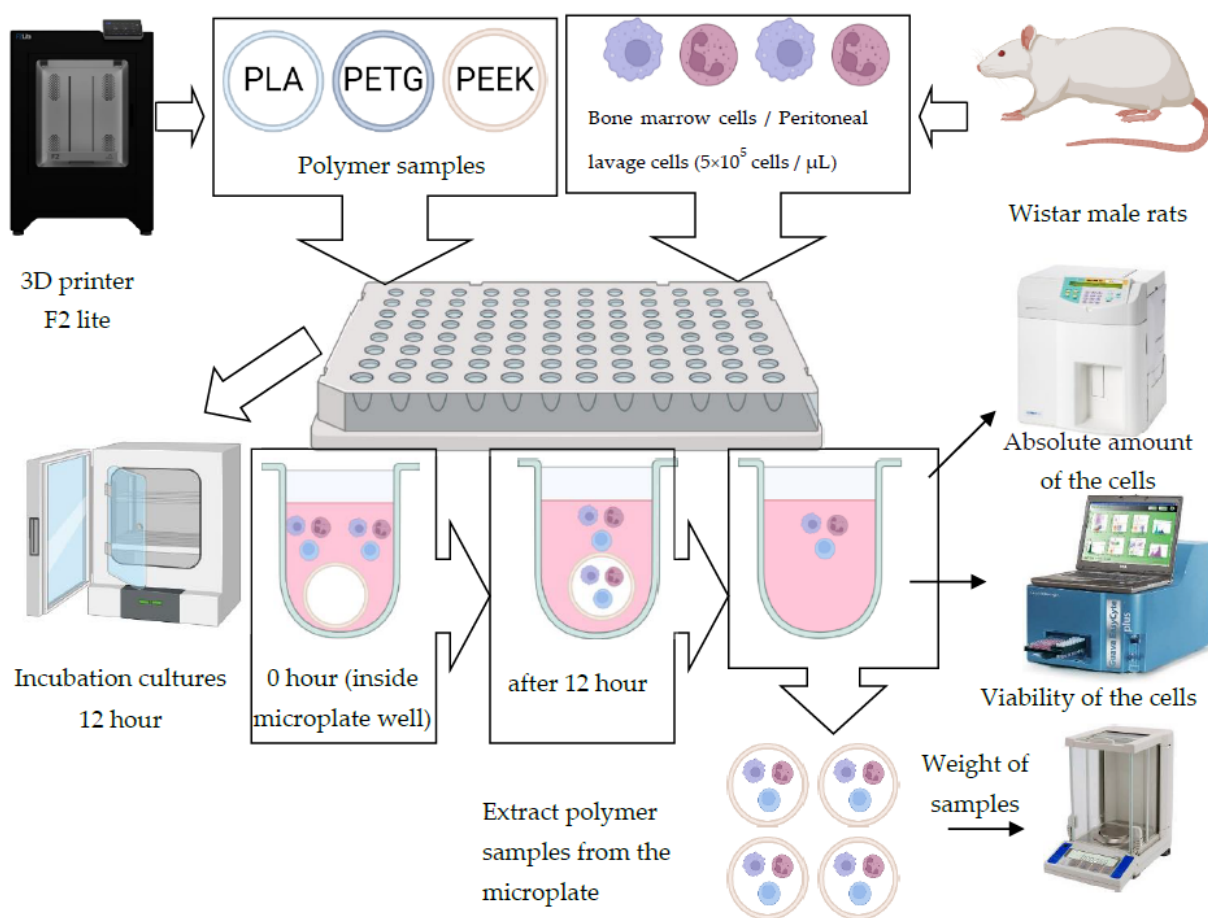 PLA
PETG
PEEK
Polymer samples
Bone marrow cells / Peritoneal
lavage cells (5×10⁵ cells / μL)
Wistar male rats
3D printer
F2 lite
Absolute amount
of the cells
Incubation cultures
12 hour
0 hour (inside
microplate well)
after 12 hour
plus
Viability of the cells
Extract polymer
samples from the
microplate
Weight of
samples